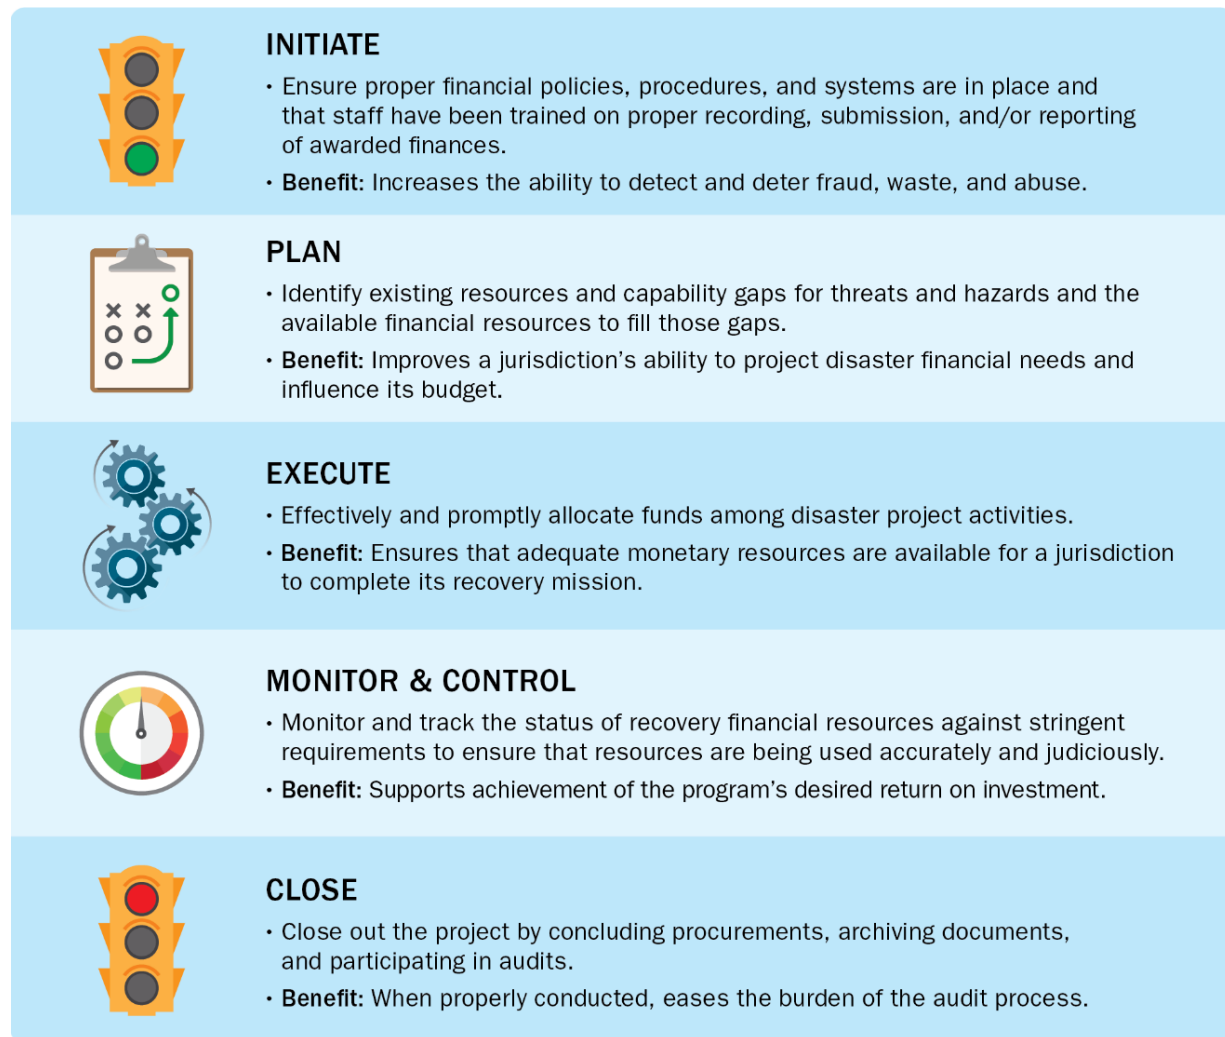 INITIATE
• Ensure proper financial policies, procedures, and systems are in place and
that staff have been trained on proper recording, submission, and/or reporting
of awarded finances.
• Benefit: Increases the ability to detect and deter fraud, waste, and abuse.
PLAN
• Identify existing resources and capability gaps for threats and hazards and the
available financial resources to fill those gaps.
• Benefit: Improves a jurisdiction’s ability to project disaster financial needs and
influence its budget.
EXECUTE
• Effectively and promptly allocate funds among disaster project activities.
• Benefit: Ensures that adequate monetary resources are available for a jurisdiction
to complete its recovery mission.
MONITOR & CONTROL
• Monitor and track the status of recovery financial resources against stringent
requirements to ensure that resources are being used accurately and judiciously.
• Benefit: Supports achievement of the program’s desired return on investment.
CLOSE
• Close out the project by concluding procurements, archiving documents,
and participating in audits.
• Benefit: When properly conducted, eases the burden of the audit process.